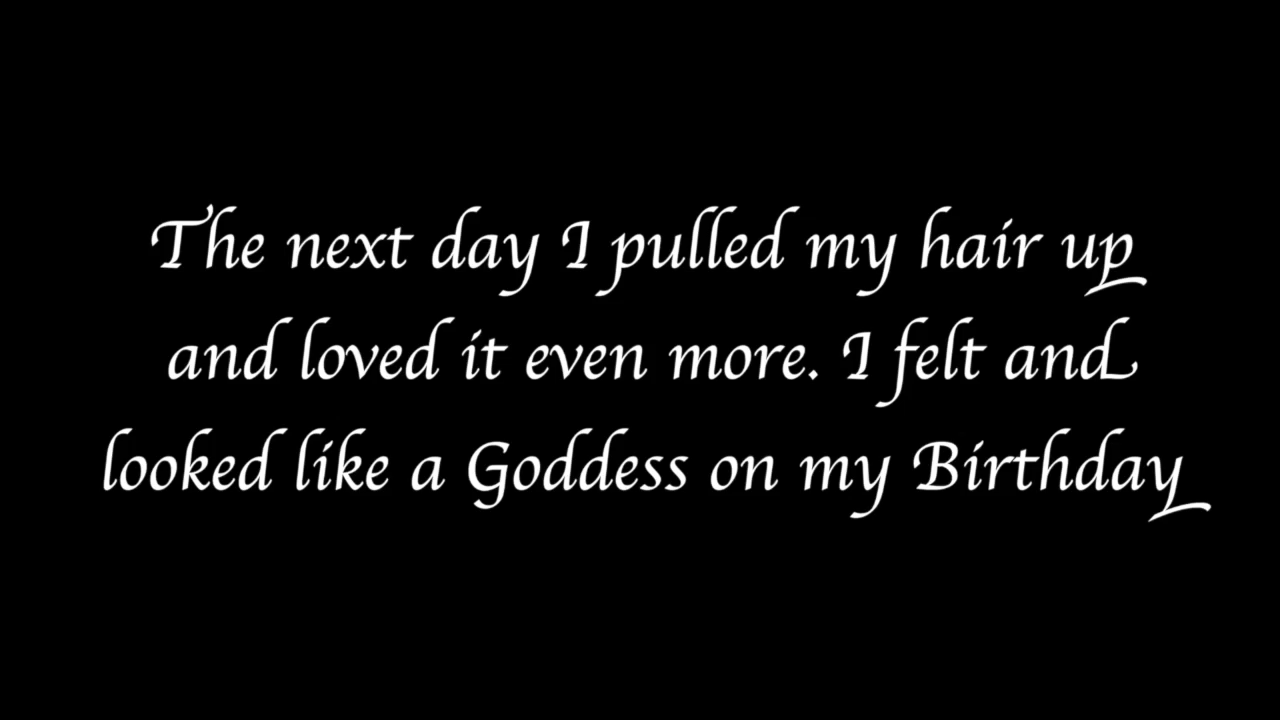 The next day I pulled my hair up
and loved it even more. I felt and
looked like a Goddess on my Birthday